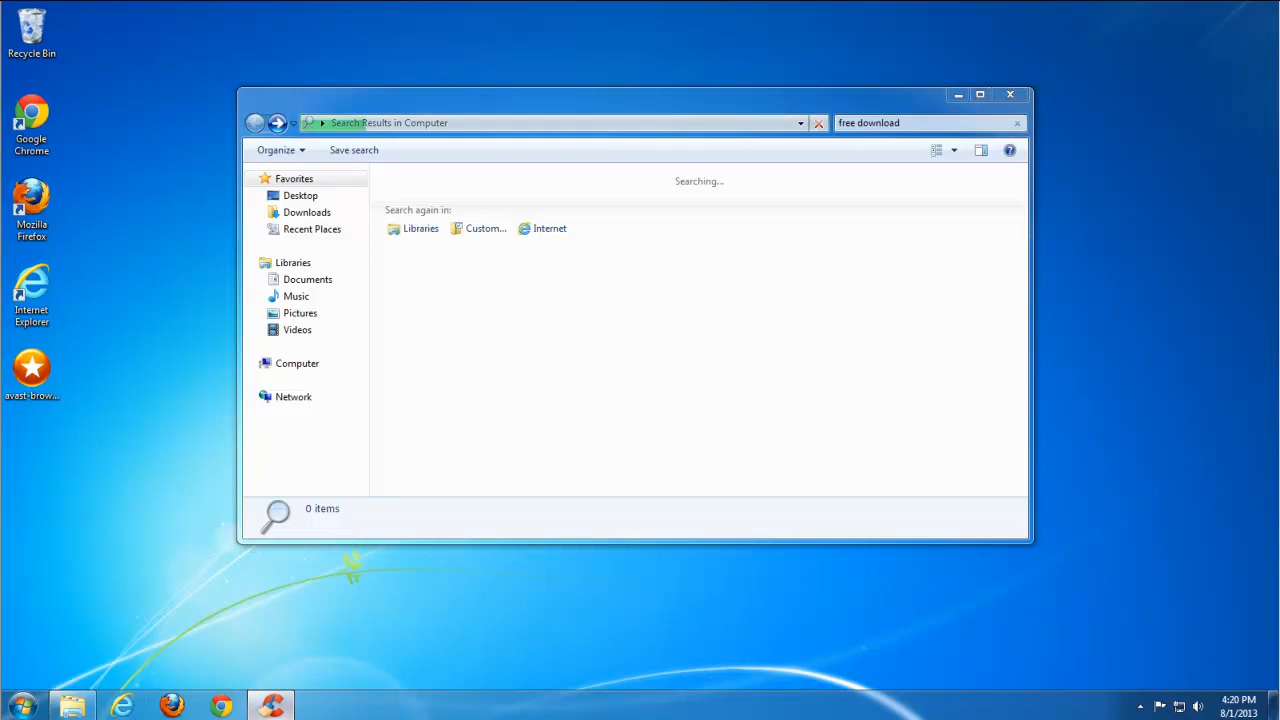 Recycle Bin
Google
Chrome
Mozilla
Firefox
Internet
Explorer
avast-brow...
Search Results in Computer
free download
Organize
Save search
Favorites
Desktop
Downloads
Recent Places
Libraries
Documents
Music
Pictures
Videos
Computer
Network
Searching...
Search again in:
Libraries
Custom...
Internet
0 items
4:20 PM
8/1/2013